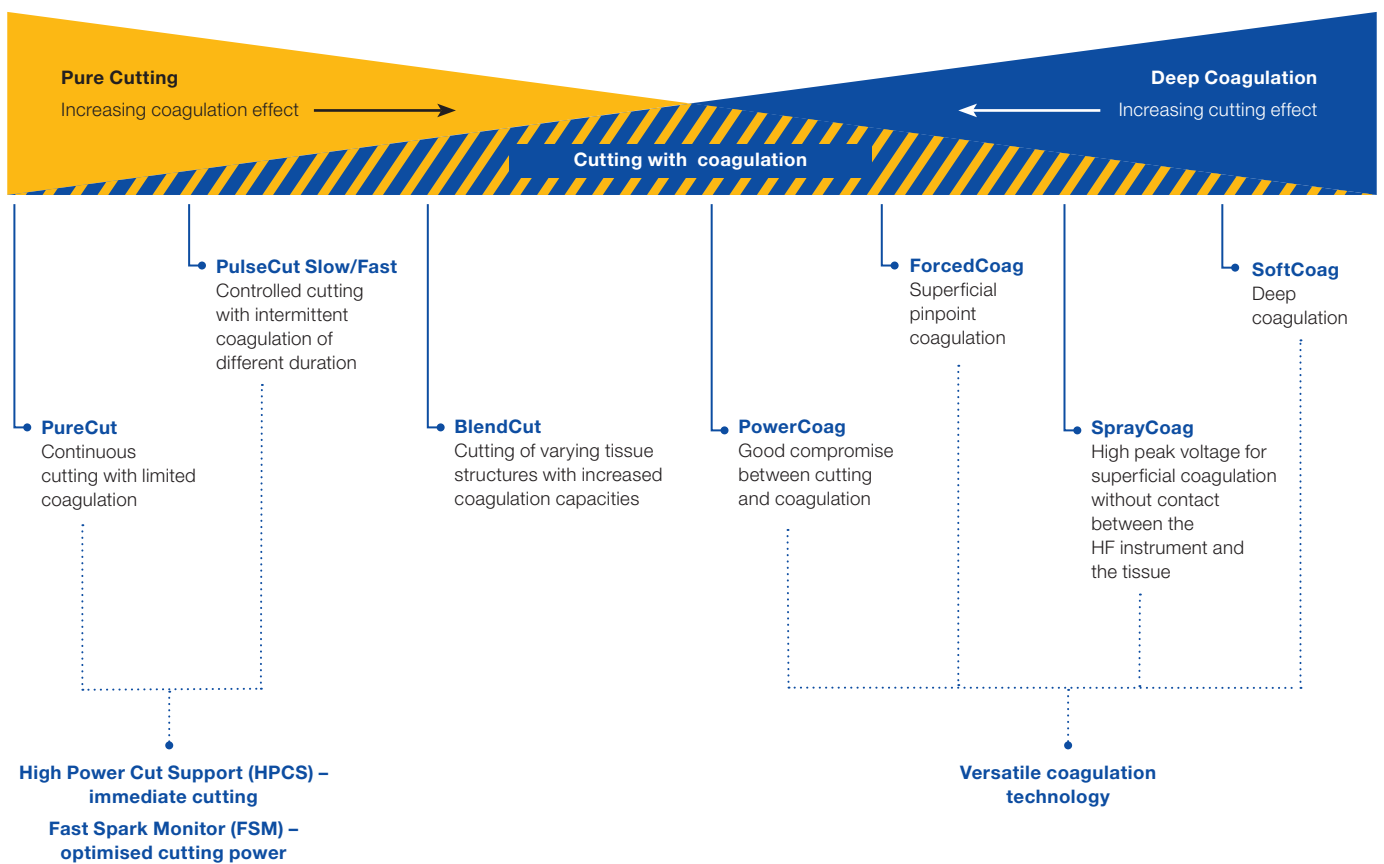 Pure Cutting
Increasing coagulation effect
Deep Coagulation
Increasing cutting effect
Cutting with coagulation
PulseCut Slow/Fast
Controlled cutting
with intermittent
coagulation of
different duration
ForcedCoag
Superficial
pinpoint
coagulation
SoftCoag
Deep
coagulation
PureCut
Continuous
cutting with limited
coagulation
BlendCut
Cutting of varying tissue
structures with increased
coagulation capacities
PowerCoag
Good compromise
between cutting
and coagulation
SprayCoag
High peak voltage for
superficial coagulation
without contact
between the
HF instrument and
the tissue
High Power Cut Support (HPCS) –
immediate cutting
Fast Spark Monitor (FSM) –
optimised cutting power
Versatile coagulation
technology